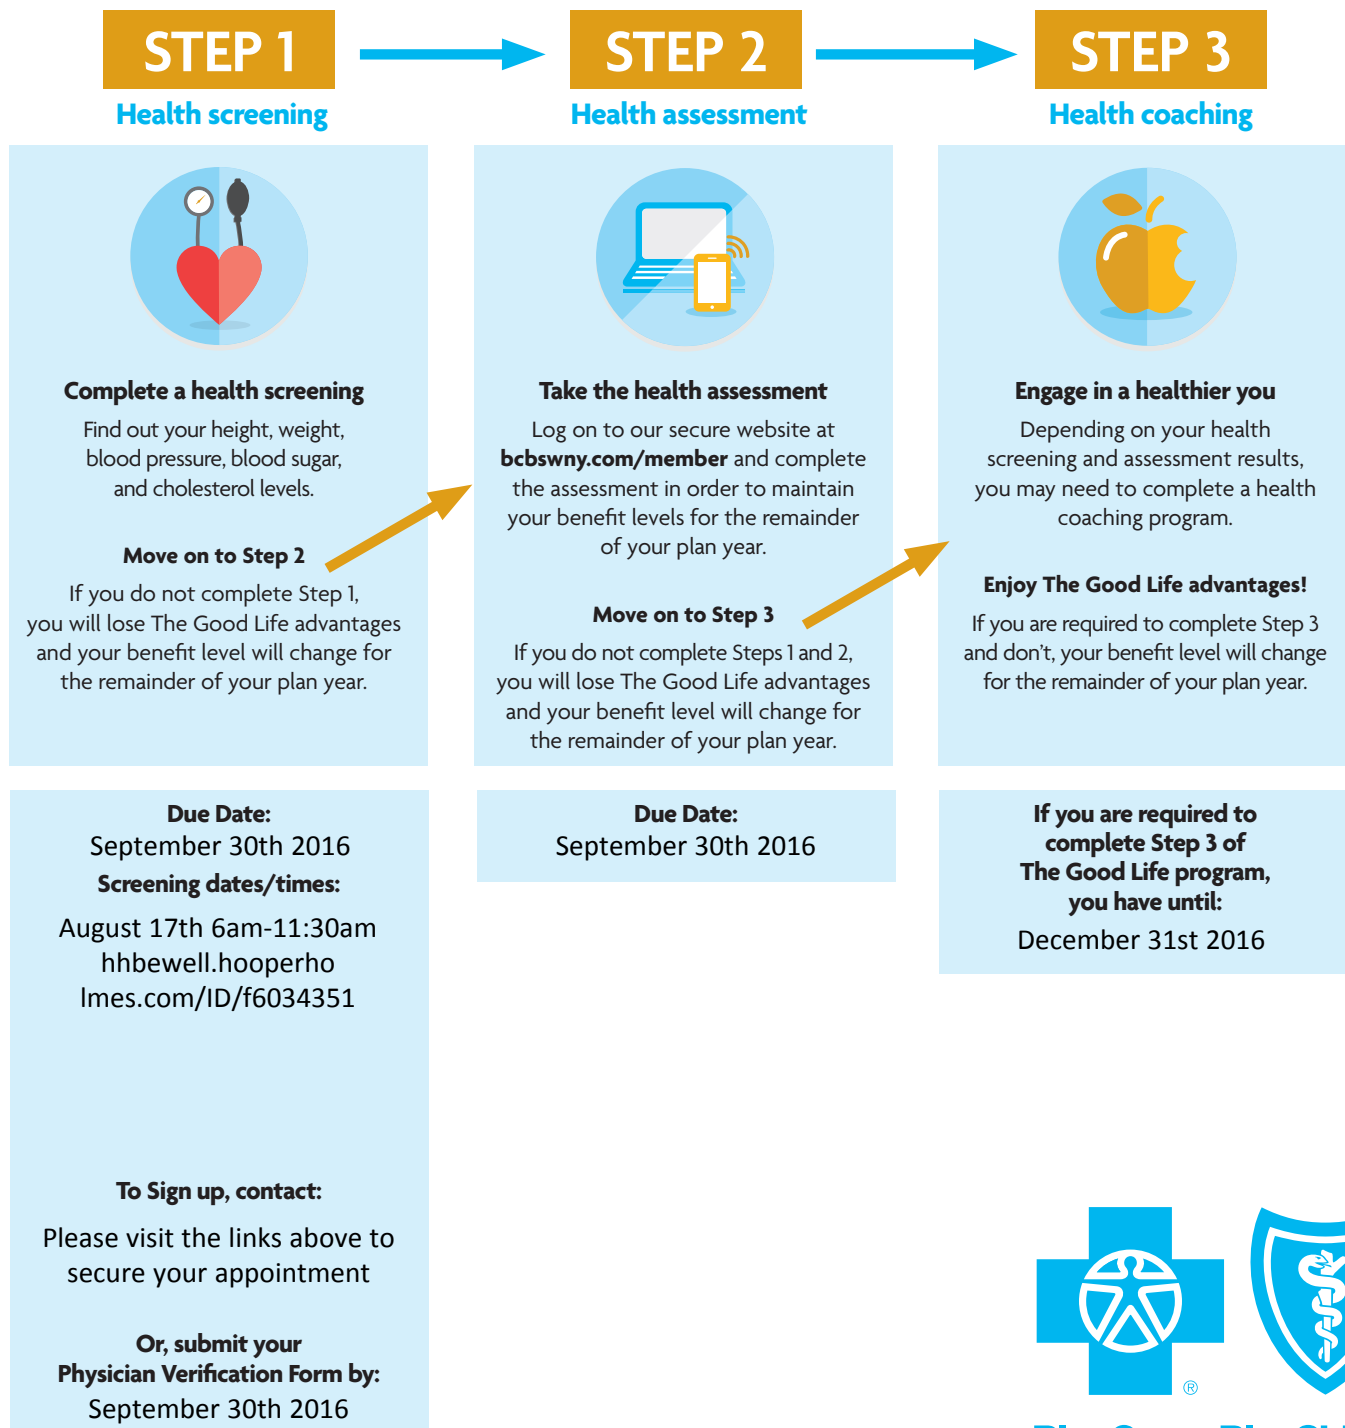 STEP 1
STEP 2
STEP 3
Health screening
Health assessment
Health coaching
Complete a health screening
Find out your height, weight,
blood pressure, blood sugar,
and cholesterol levels.
Move on to Step 2
If you do not complete Step 1,
you will lose The Good Life advantages
and your benefit level will change for
the remainder of your plan year.
Take the health assessment
Log on to our secure website at
bcbswny.com/member and complete
the assessment in order to maintain
your benefit levels for the remainder
of your plan year.
Move on to Step 3
If you do not complete Steps 1 and 2,
you will lose The Good Life advantages
and your benefit level will change for
the remainder of your plan year.
Engage in a healthier you
Depending on your health
screening and assessment results,
you may need to complete a health
coaching program.
Enjoy The Good Life advantages!
If you are required to complete Step 3
and don't, your benefit level will change
for the remainder of your plan year.
Due Date:
September 30th 2016
Screening dates/times:
August 17th 6am-11:30am
hhbewell.hooperho
lmes.com/ID/f6034351
To Sign up, contact:
Please visit the links above to
secure your appointment
Or, submit your
Physician Verification Form by:
September 30th 2016
Due Date:
September 30th 2016
If you are required to
complete Step 3 of
The Good Life program,
you have until:
December 31st 2016
®